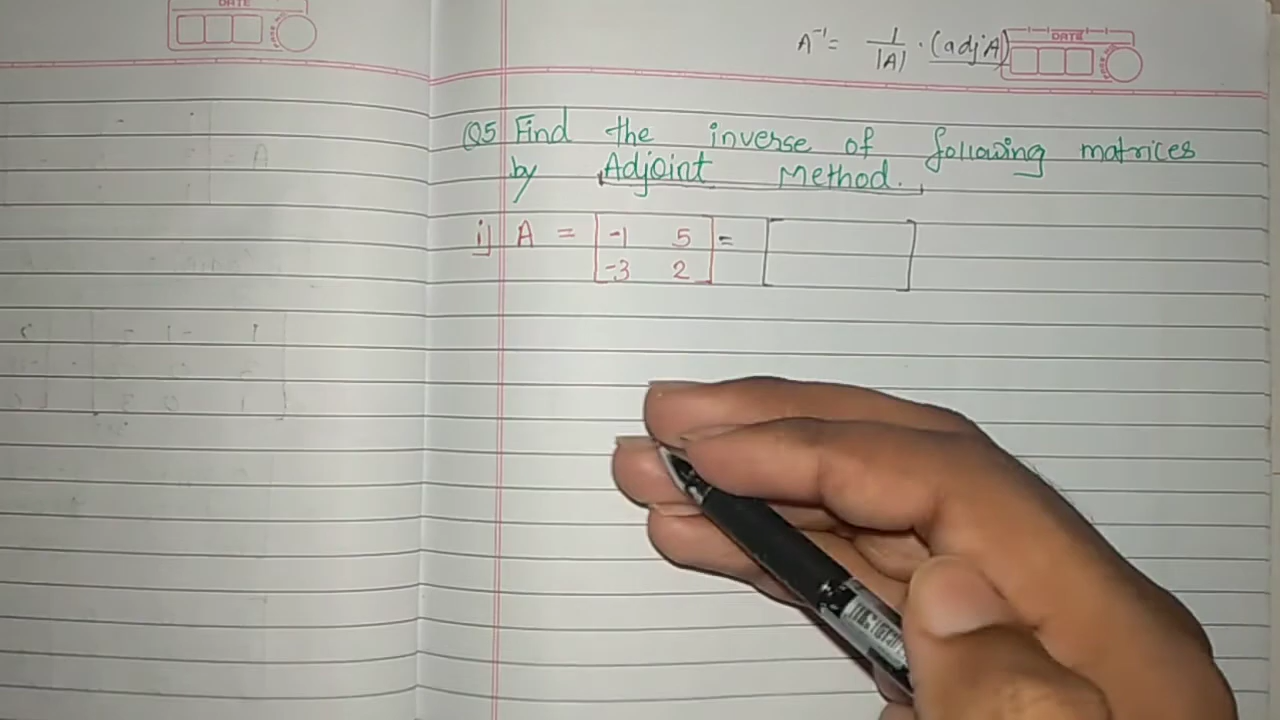 DATE
A⁻¹ = 1/|A| · (adj A)
DATE
Q5 Find the inverse of following matrices
by Adjoint Method.
i) A = [ -1 5 ] = [ ]
-3 2